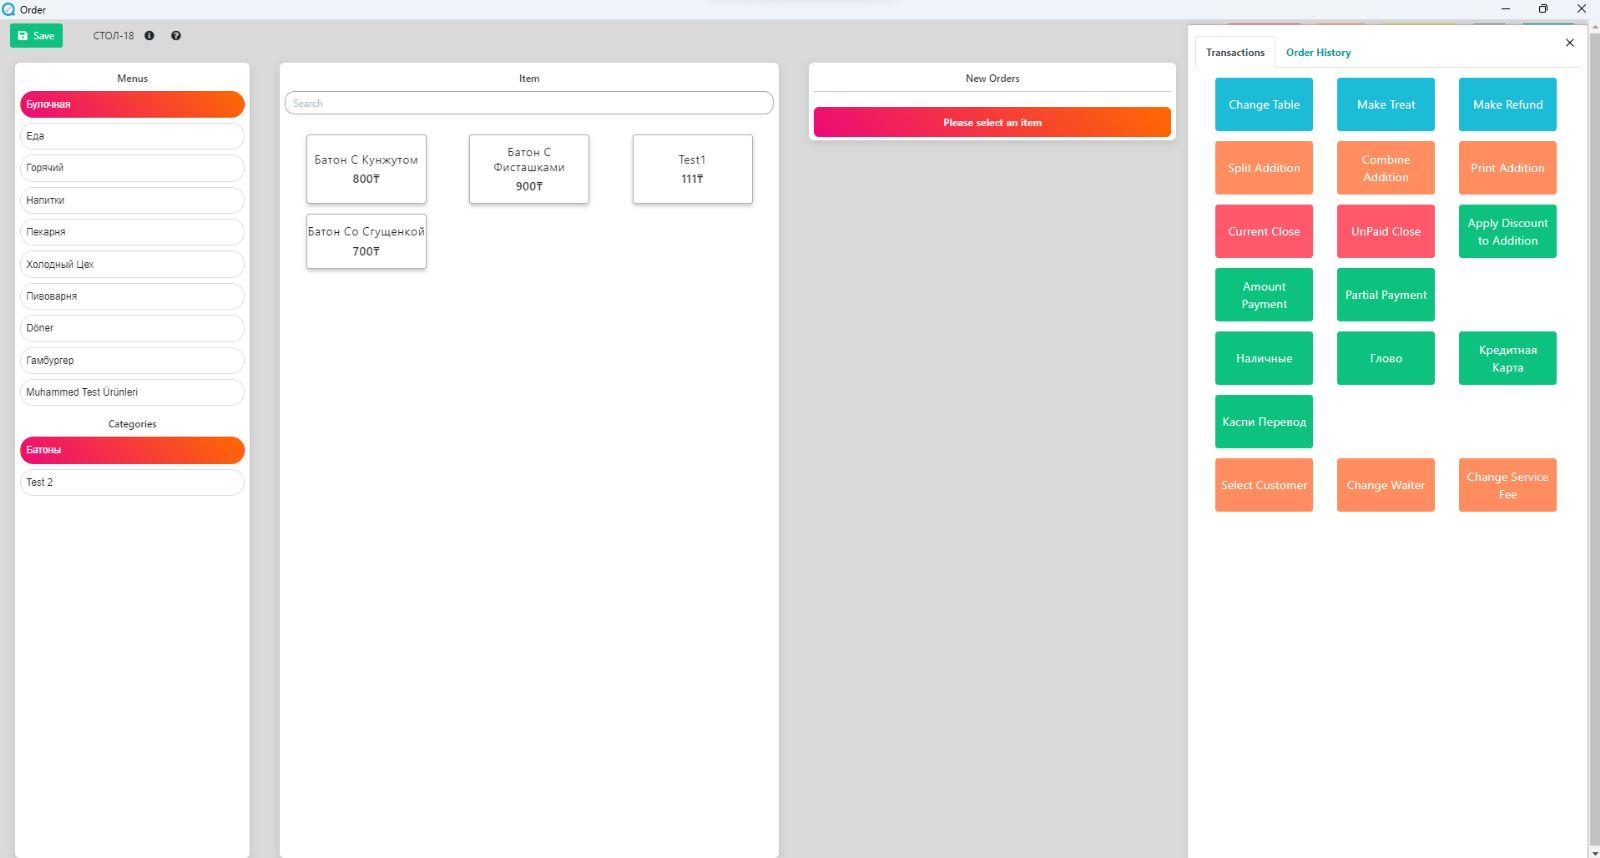 Order
Save
СТОЛ-18
Menus
Булочная
Еда
Горячий
Напитки
Пекарня
Холодный Цех
Пивоварня
Döner
Гамбургер
Muhammed Test Ürünleri
Categories
Батоны
Test 2
Item
Search
Батон С Кунжутом
800₸
Батон С
Фисташками
900₸
Test1
111₸
Батон Со Сгущенкой
700₸
New Orders
Please select an item
Transactions
Order History
Change Table
Make Treat
Make Refund
Split Addition
Combine
Addition
Print Addition
Current Close
UnPaid Close
Apply Discount
to Addition
Amount
Payment
Partial Payment
Наличные
Глово
Кредитная
Карта
Каспи Перевод
Select Customer
Change Waiter
Change Service
Fee